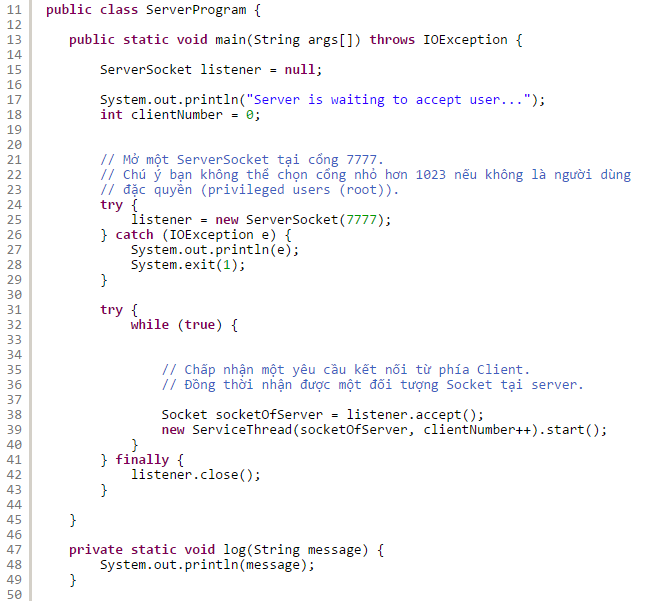 11 public class ServerProgram {
12
13 public static void main(String args[]) throws IOException {
14
15 ServerSocket listener = null;
16
17 System.out.println("Server is waiting to accept user...");
18 int clientNumber = 0;
19
20
21 // Mở một ServerSocket tại cổng 7777.
22 // Chú ý bạn không thể chọn cổng nhỏ hơn 1023 nếu không là người dùng
23 // đặc quyền (privileged users (root)).
24 try {
25 listener = new ServerSocket(7777);
26 } catch (IOException e) {
27 System.out.println(e);
28 System.exit(1);
29 }
30
31 try {
32 while (true) {
33
34
35 // Chấp nhận một yêu cầu kết nối từ phía Client.
36 // Đồng thời nhận được một đối tượng Socket tại server.
37
38 Socket socketOfServer = listener.accept();
39 new ServiceThread(socketOfServer, clientNumber++).start();
40 }
41 } finally {
42 listener.close();
43 }
44
45 }
46
47 private static void log(String message) {
48 System.out.println(message);
49 }
50